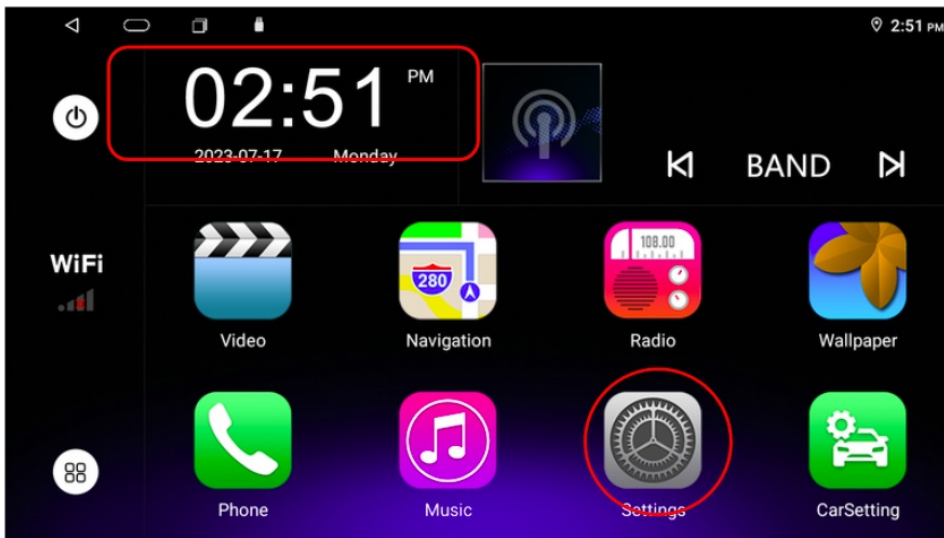 2:51 PM
02:51 PM
2023-07-17 Monday
BAND
WiFi
108.00
280
Video Navigation Radio Wallpaper
Phone Music Settings CarSetting